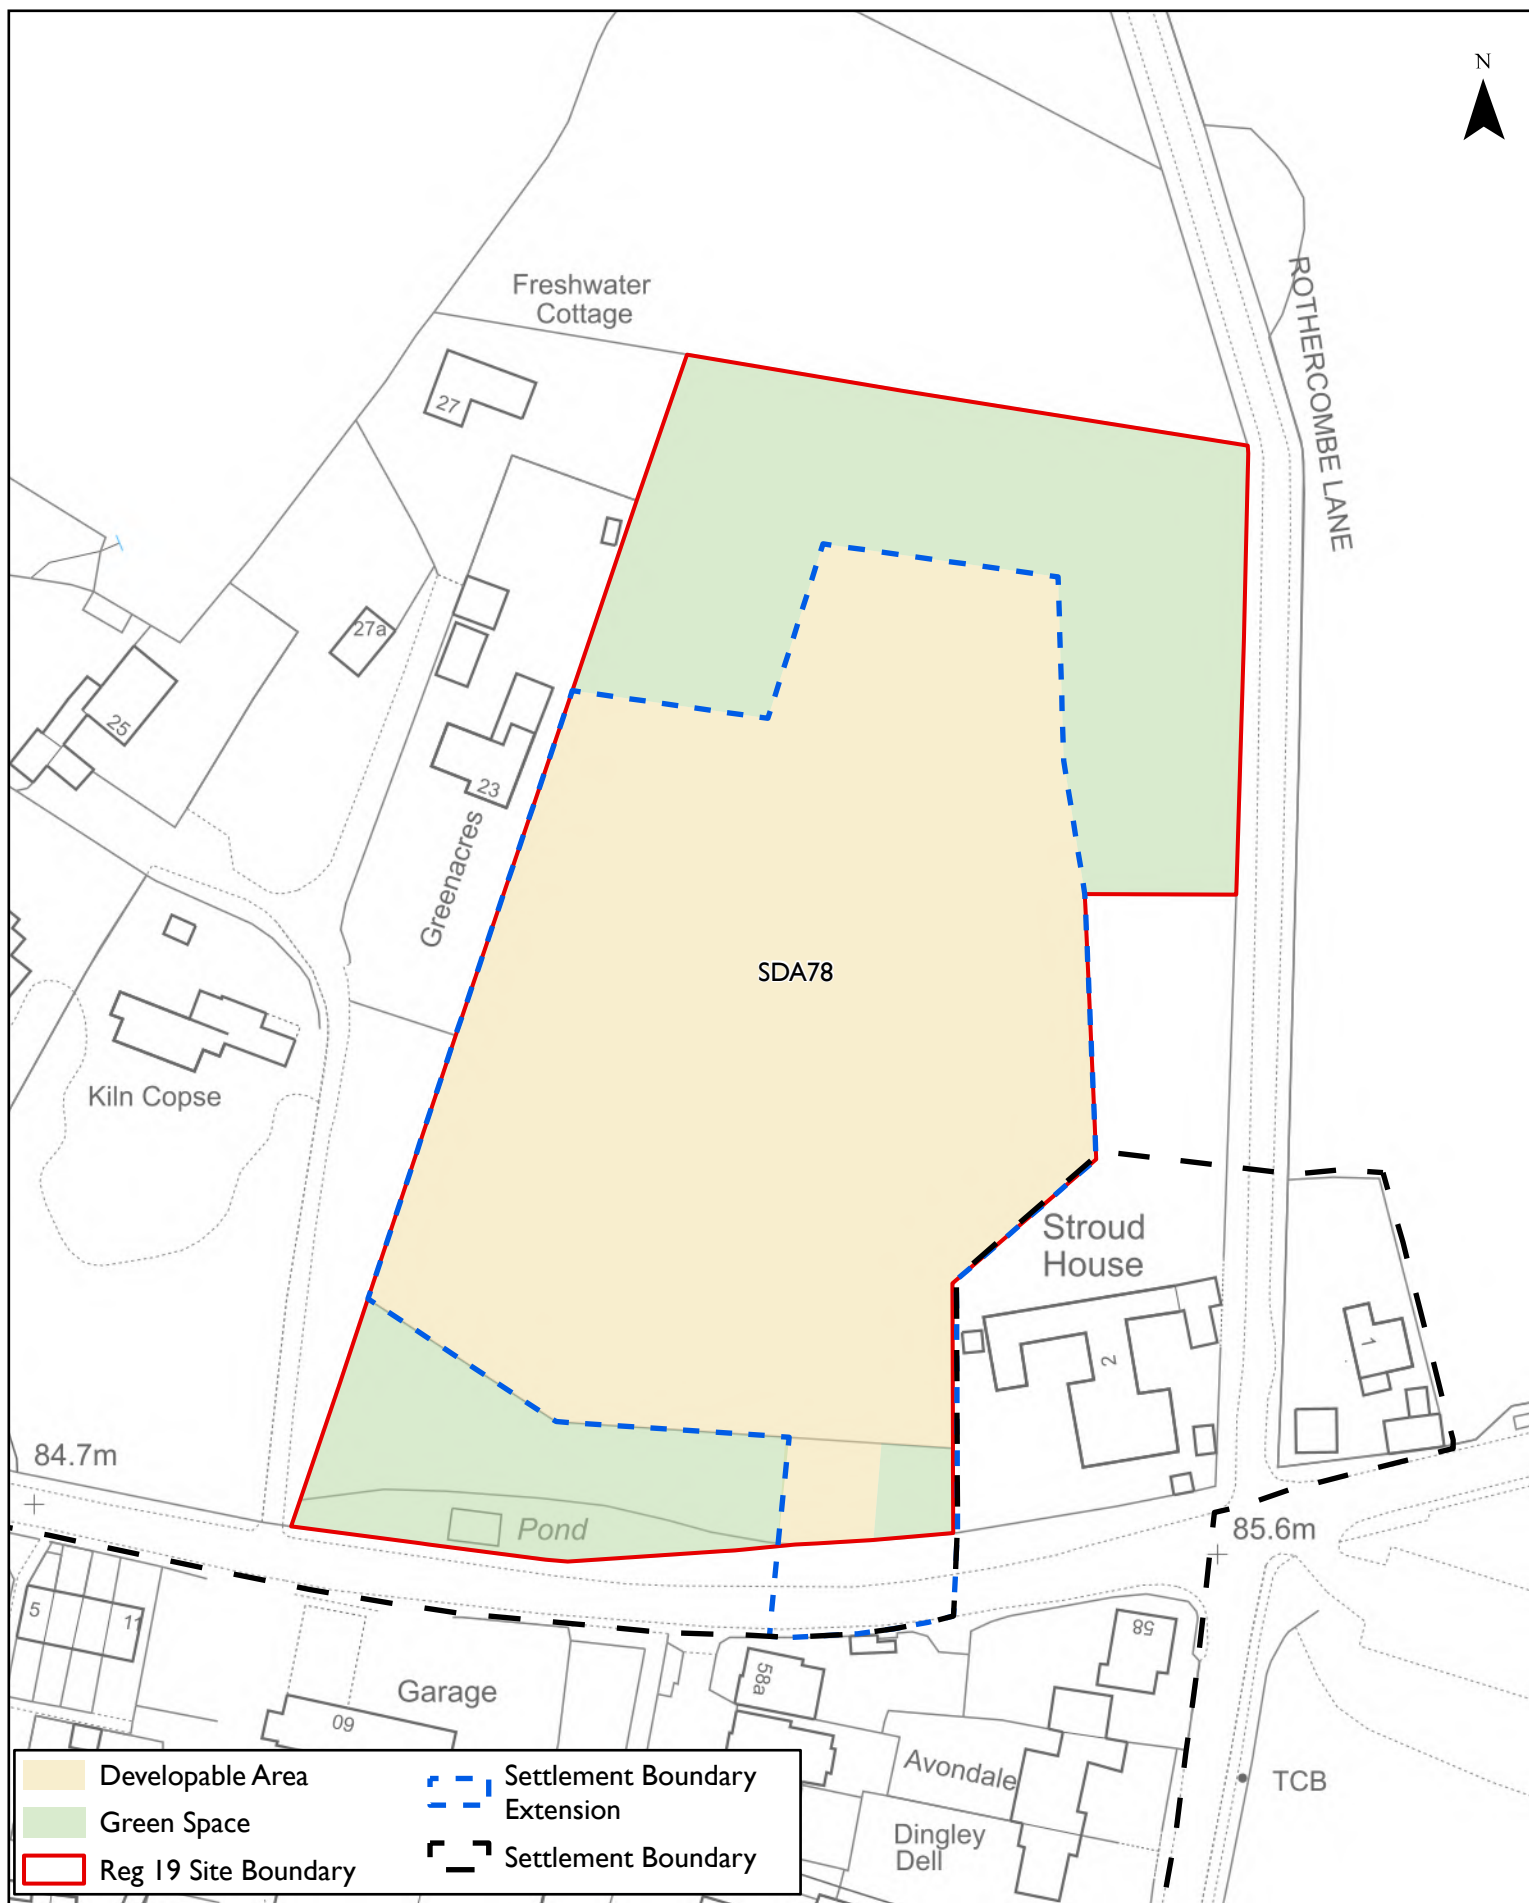 N
Freshwater
Cottage
27
ROTHERCOMBE LANE
27a
25
23
Greenacres
SDA78
Kiln Copse
Stroud
House
1
2
84.7m
Pond
85.6m
5
11
58
58a
Garage
60
Avondale
TCB
Dingley
Dell
Developable Area
Green Space
Reg 19 Site Boundary
Settlement Boundary
Extension
Settlement Boundary